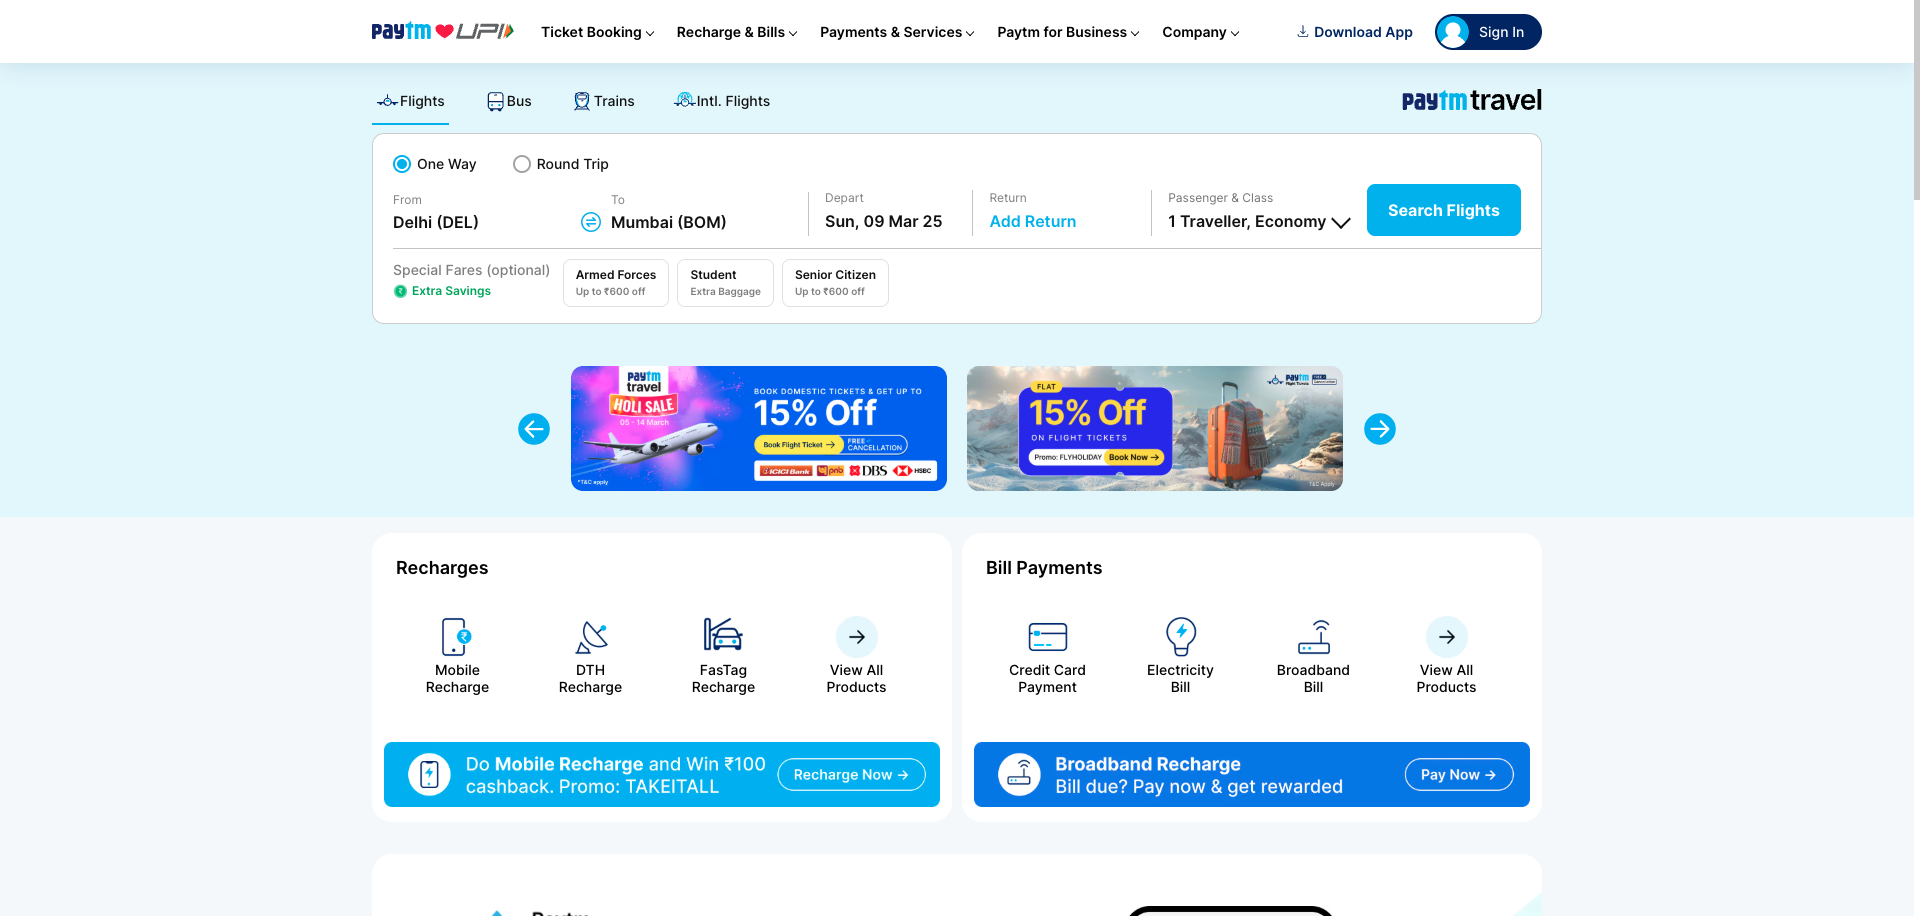 paytm UPI
Ticket Booking
Recharge & Bills
Payments & Services
Paytm for Business
Company
Download App
Sign In
Flights
Bus
Trains
Intl. Flights
paytm travel
One Way
Round Trip
From
Delhi (DEL)
To
Mumbai (BOM)
Depart
Sun, 09 Mar 25
Return
Add Return
Passenger & Class
1 Traveller, Economy
Search Flights
Special Fares (optional)
Extra Savings
Armed Forces
Up to ₹600 off
Student
Extra Baggage
Senior Citizen
Up to ₹600 off
paytm
travel
HOLI SALE
05 - 14 March
*T&C apply
BOOK DOMESTIC TICKETS & GET UP TO
15% Off
Book Flight Ticket →
FREE
CANCELLATION
ICICI Bank pnb DBS HSBC
FLAT
15% Off
ON FLIGHT TICKETS
Promo: FLYHOLIDAY Book Now →
paytm
Flight Tickets
T&C Apply
Recharges
Mobile
Recharge
DTH
Recharge
FasTag
Recharge
View All
Products
Do Mobile Recharge and Win ₹100
cashback. Promo: TAKEITALL
Recharge Now →
Bill Payments
Credit Card
Payment
Electricity
Bill
Broadband
Bill
View All
Products
Broadband Recharge
Bill due? Pay now & get rewarded
Pay Now →